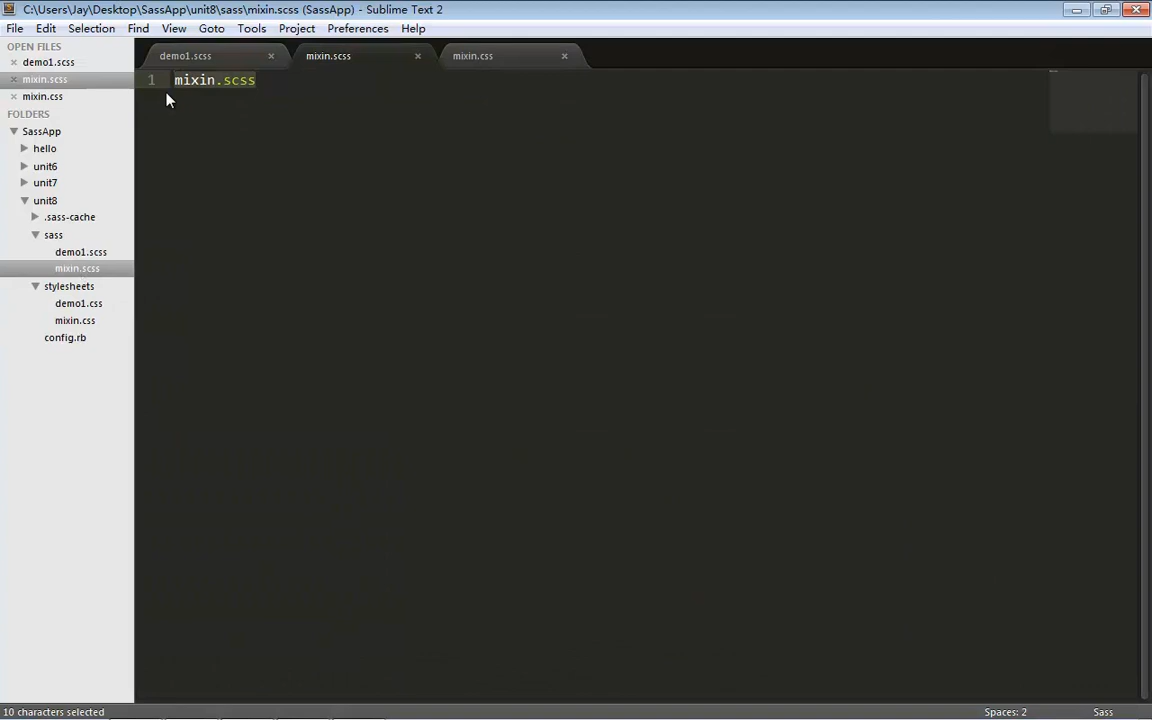 C:\Users\Jay\Desktop\SassApp\unit8\sass\mixin.scss (SassApp) - Sublime Text 2
File Edit Selection View Goto Tools Project Preferences Help
OPEN FILES
demo1.scss
mixin.scss
mixin.css
FOLDERS
SassApp
hello
unit6
unit7
unit8
.sass-cache
sass
demo1.scss
mixin.scss
stylesheets
demo1.css
mixin.css
config.rb
demo1.scss mixin.scss mixin.css
1 mixin.scss
10 characters selected Spaces: 2 Sass